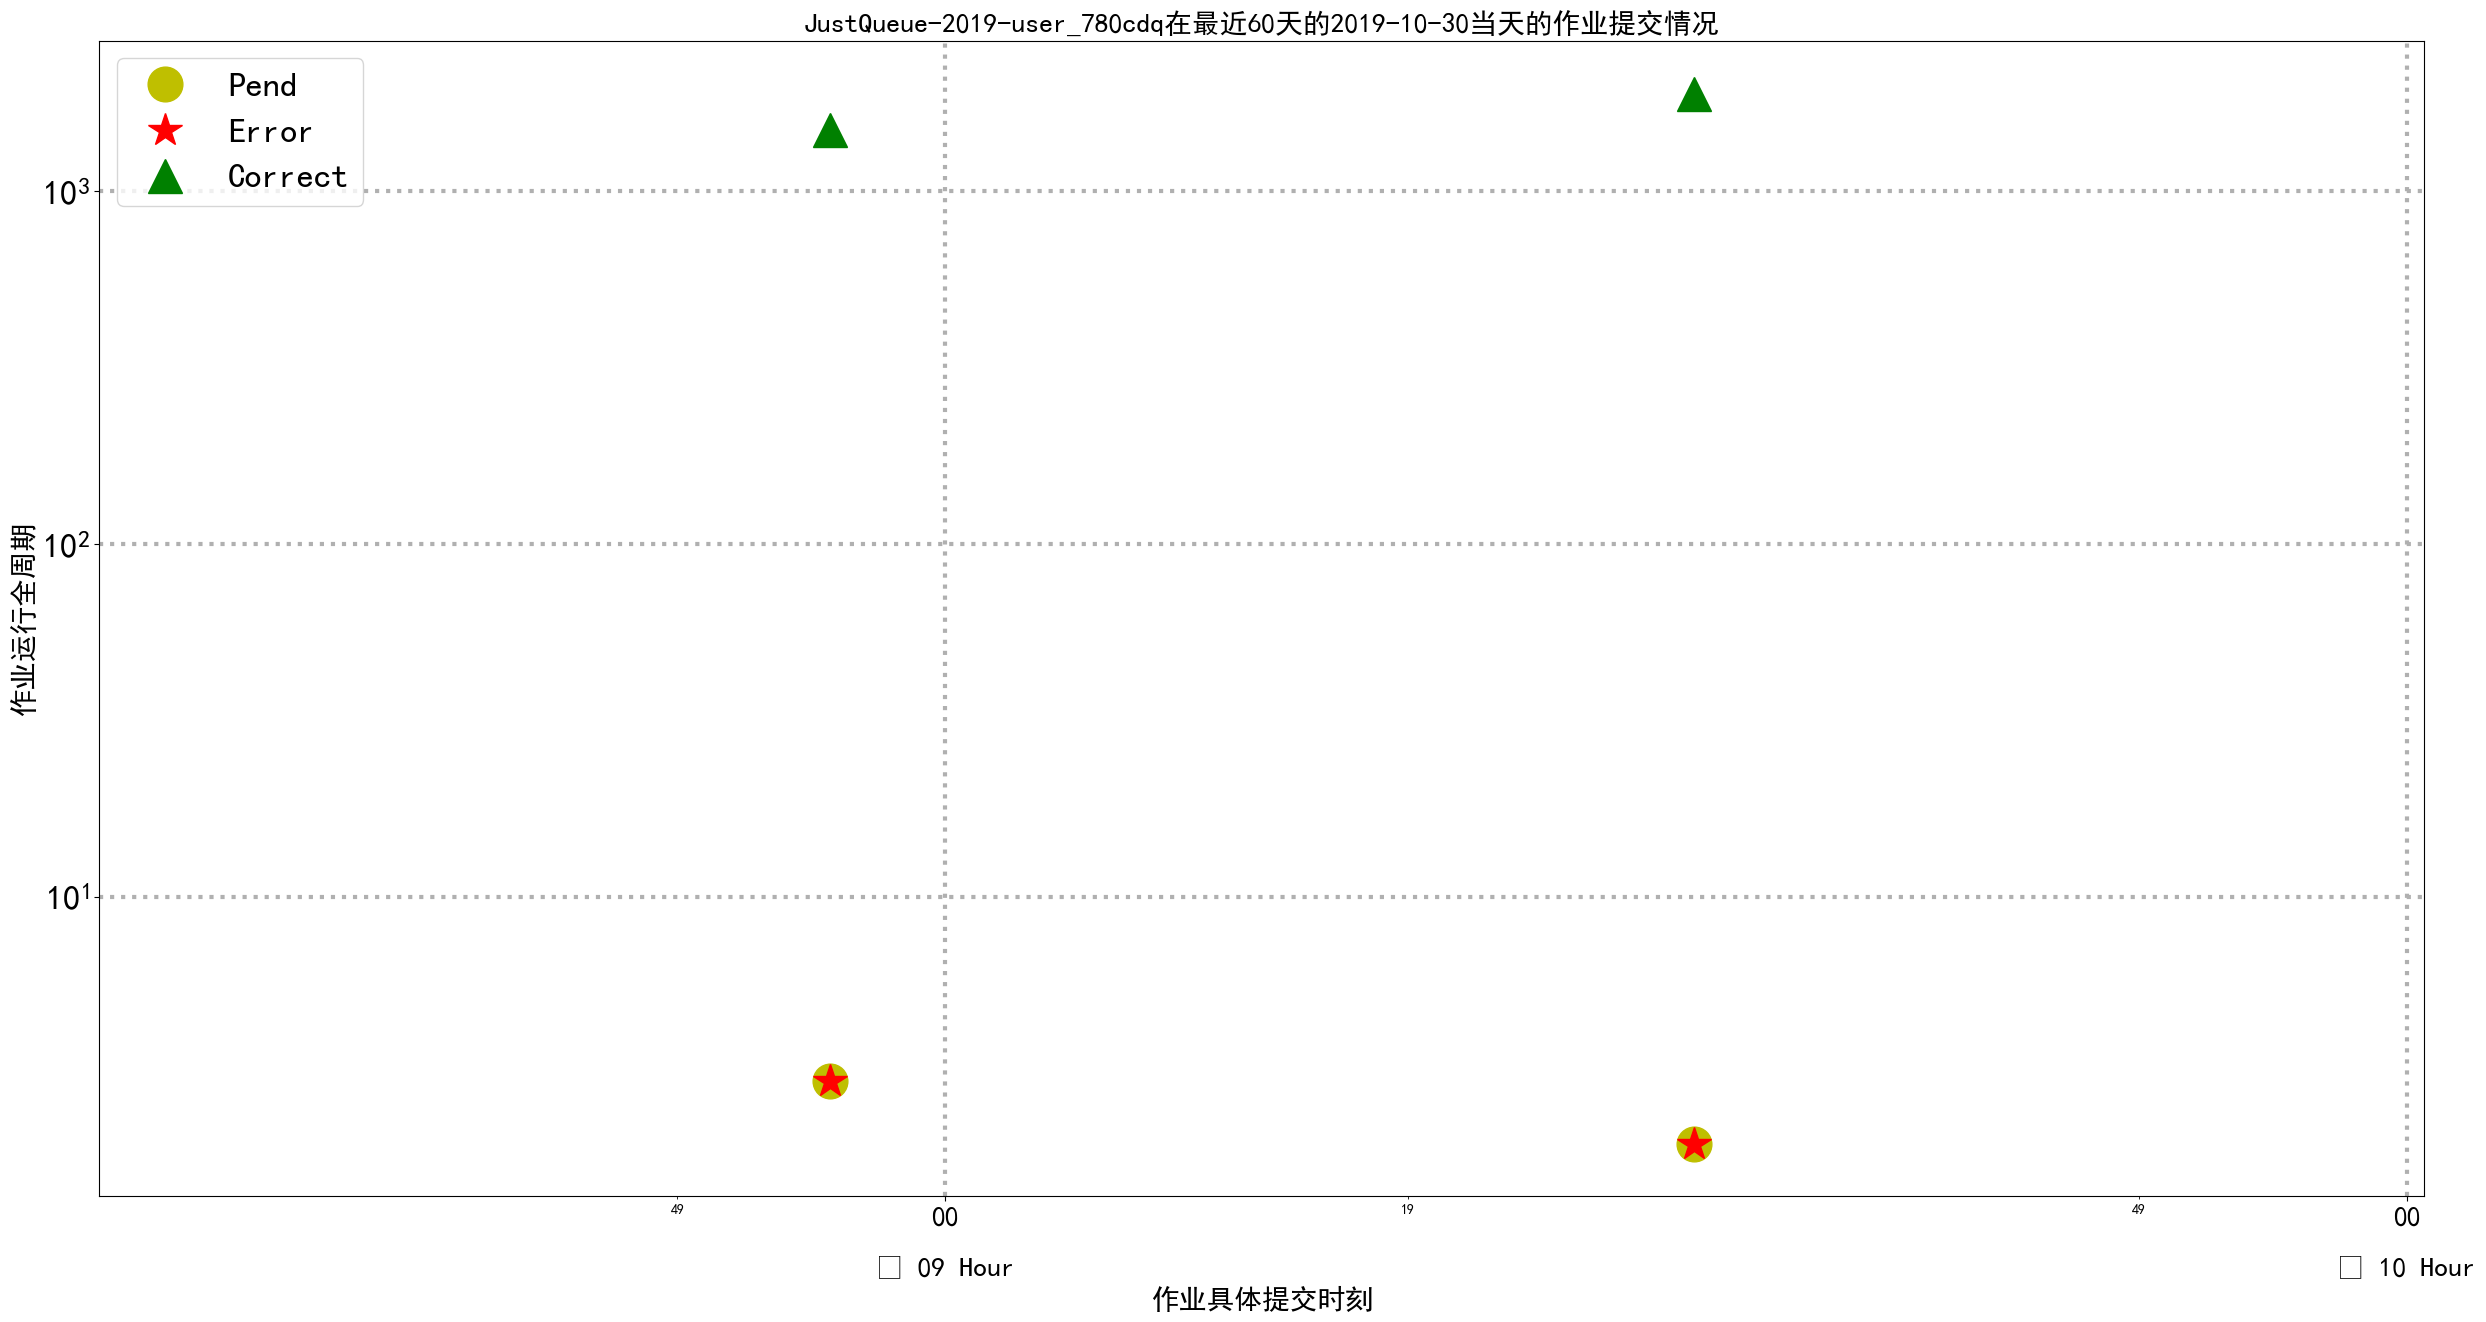 JustQueue-2019-user_780cdq在最近60天的2019-10-30当天的作业提交情况
Pend
Error
Correct
10³
10²
10¹
作业运行全周期
49
00
19
49
00
□ 09 Hour
□ 10 Hour
作业具体提交时刻